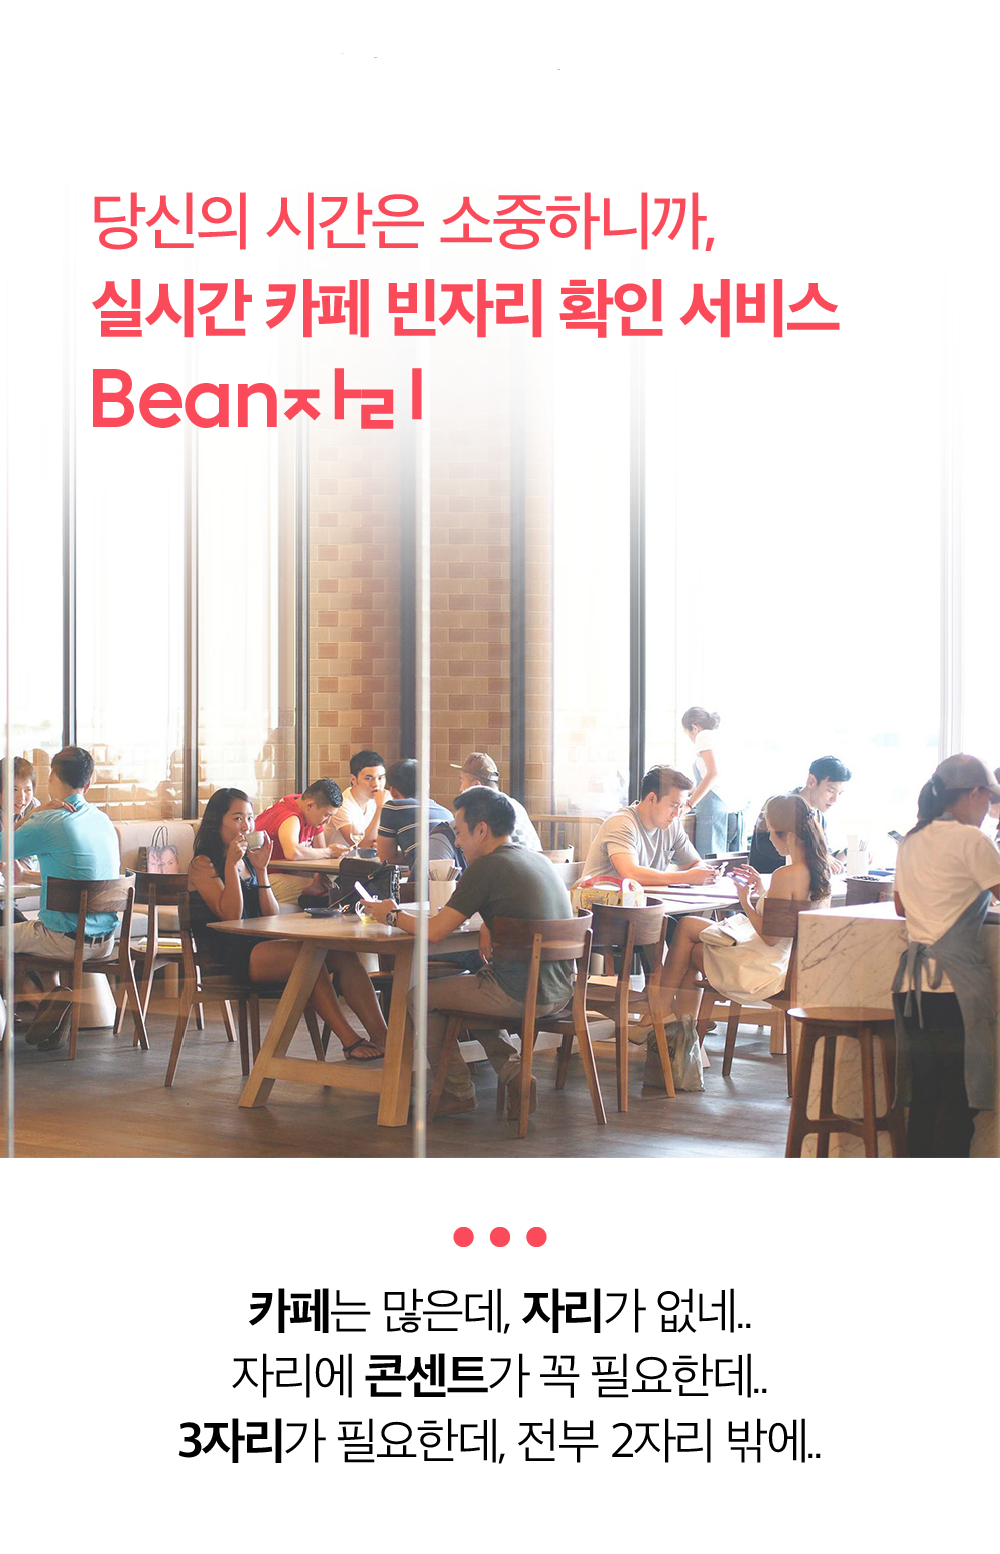 당신의 시간은 소중하니까,
실시간 카페 빈자리 확인 서비스
Bean자리
카페는 많은데, 자리가 없네..
자리에 콘센트가 꼭 필요한데..
3자리가 필요한데, 전부 2자리 밖에..